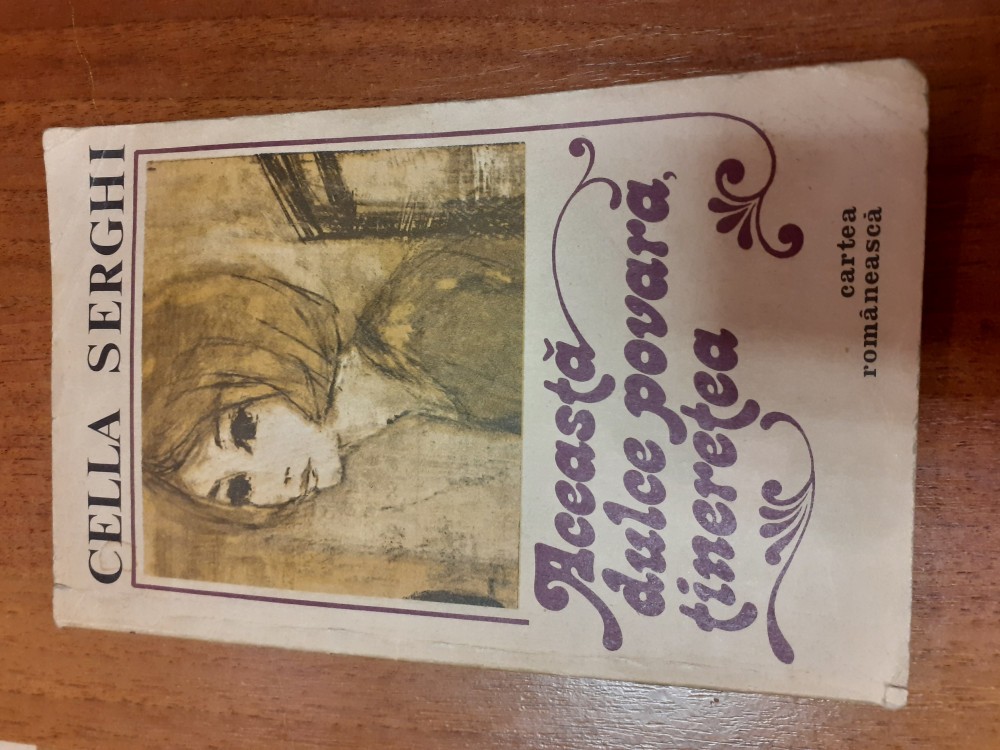 CELLA SERGHI
Această
dulce povară,
tinerețea
cartea
românească